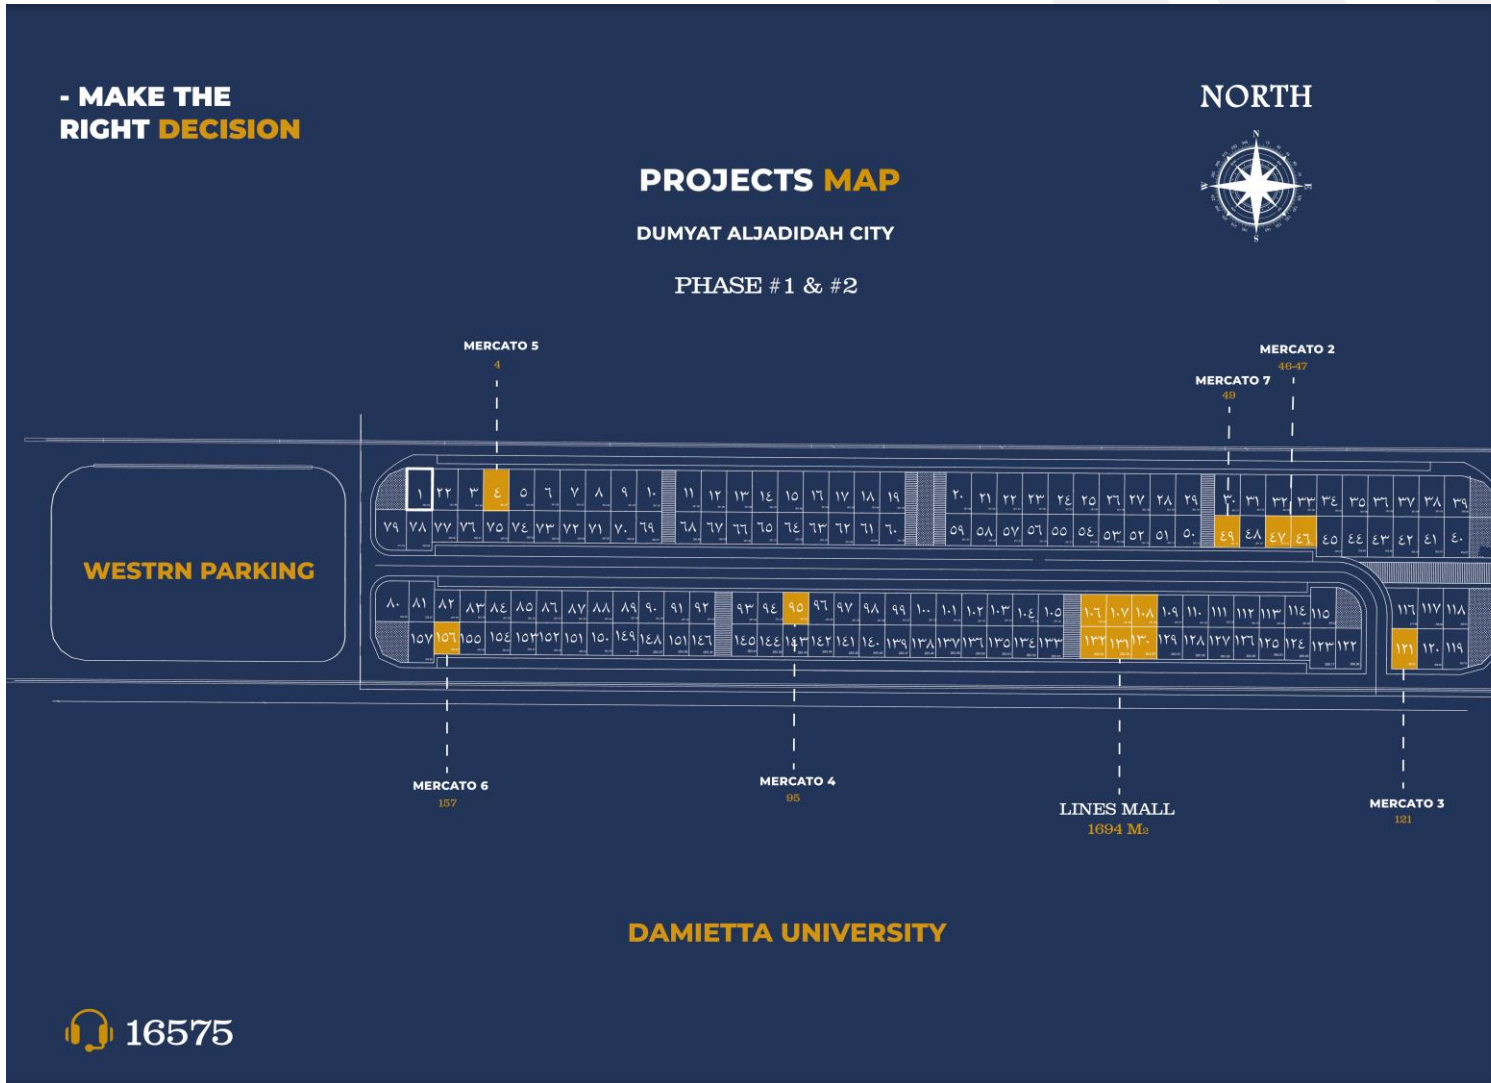 - MAKE THE
RIGHT DECISION
NORTH
N
W
E
S
PROJECTS MAP
DUMYAT ALJADIDAH CITY
PHASE #1 & #2
MERCATO 5
4
MERCATO 2
46-47
MERCATO 7
49
١ ٢٢ ٣ ٤ ٥ ٦ ٧ ٨ ٩ ١٠ ١١ ١٢ ١٣ ١٤ ١٥ ١٦ ١٧ ١٨ ١٩ ٢٠ ٢١ ٢٢ ٢٣ ٢٤ ٢٥ ٢٦ ٢٧ ٢٨ ٢٩ ٣٠ ٣١ ٣٢ ٣٣ ٣٤ ٣٥ ٣٦ ٣٧ ٣٨ ٣٩
٧٩ ٧٨ ٧٧ ٧٦ ٧٥ ٧٤ ٧٣ ٧٢ ٧١ ٧٠ ٦٩ ٦٨ ٦٧ ٦٦ ٦٥ ٦٤ ٦٣ ٦٢ ٦١ ٦٠ ٥٩ ٥٨ ٥٧ ٥٦ ٥٥ ٥٤ ٥٣ ٥٢ ٥١ ٥٠ ٤٩ ٤٨ ٤٧ ٤٦ ٤٥ ٤٤ ٤٣ ٤٢ ٤١ ٤٠
WESTRN PARKING
٨٠ ٨١ ٨٢ ٨٣ ٨٤ ٨٥ ٨٦ ٨٧ ٨٨ ٨٩ ٩٠ ٩١ ٩٢ ٩٣ ٩٤ ٩٥ ٩٦ ٩٧ ٩٨ ٩٩ ١٠٠ ١٠١ ١٠٢ ١٠٣ ١٠٤ ١٠٥ ١٠٦ ١٠٧ ١٠٨ ١٠٩ ١١٠ ١١١ ١١٢ ١١٣ ١١٤ ١١٥ ١١٦ ١١٧ ١١٨
١٥٧ ١٥٦ ١٥٥ ١٥٤ ١٥٣ ١٥٢ ١٥١ ١٥٠ ١٤٩ ١٤٨ ١٥١ ١٤٦ ١٤٥ ١٤٤ ١٤٣ ١٤٢ ١٤١ ١٤٠ ١٣٩ ١٣٨ ١٣٧ ١٣٦ ١٣٥ ١٣٤ ١٣٣ ١٣٢ ١٣١ ١٣٠ ١٢٩ ١٢٨ ١٢٧ ١٢٦ ١٢٥ ١٢٤ ١٢٣ ١٢٢ ١٢١ ١٢٠ ١١٩
MERCATO 6
157
MERCATO 4
95
LINES MALL
1694 M2
MERCATO 3
121
DAMIETTA UNIVERSITY
16575